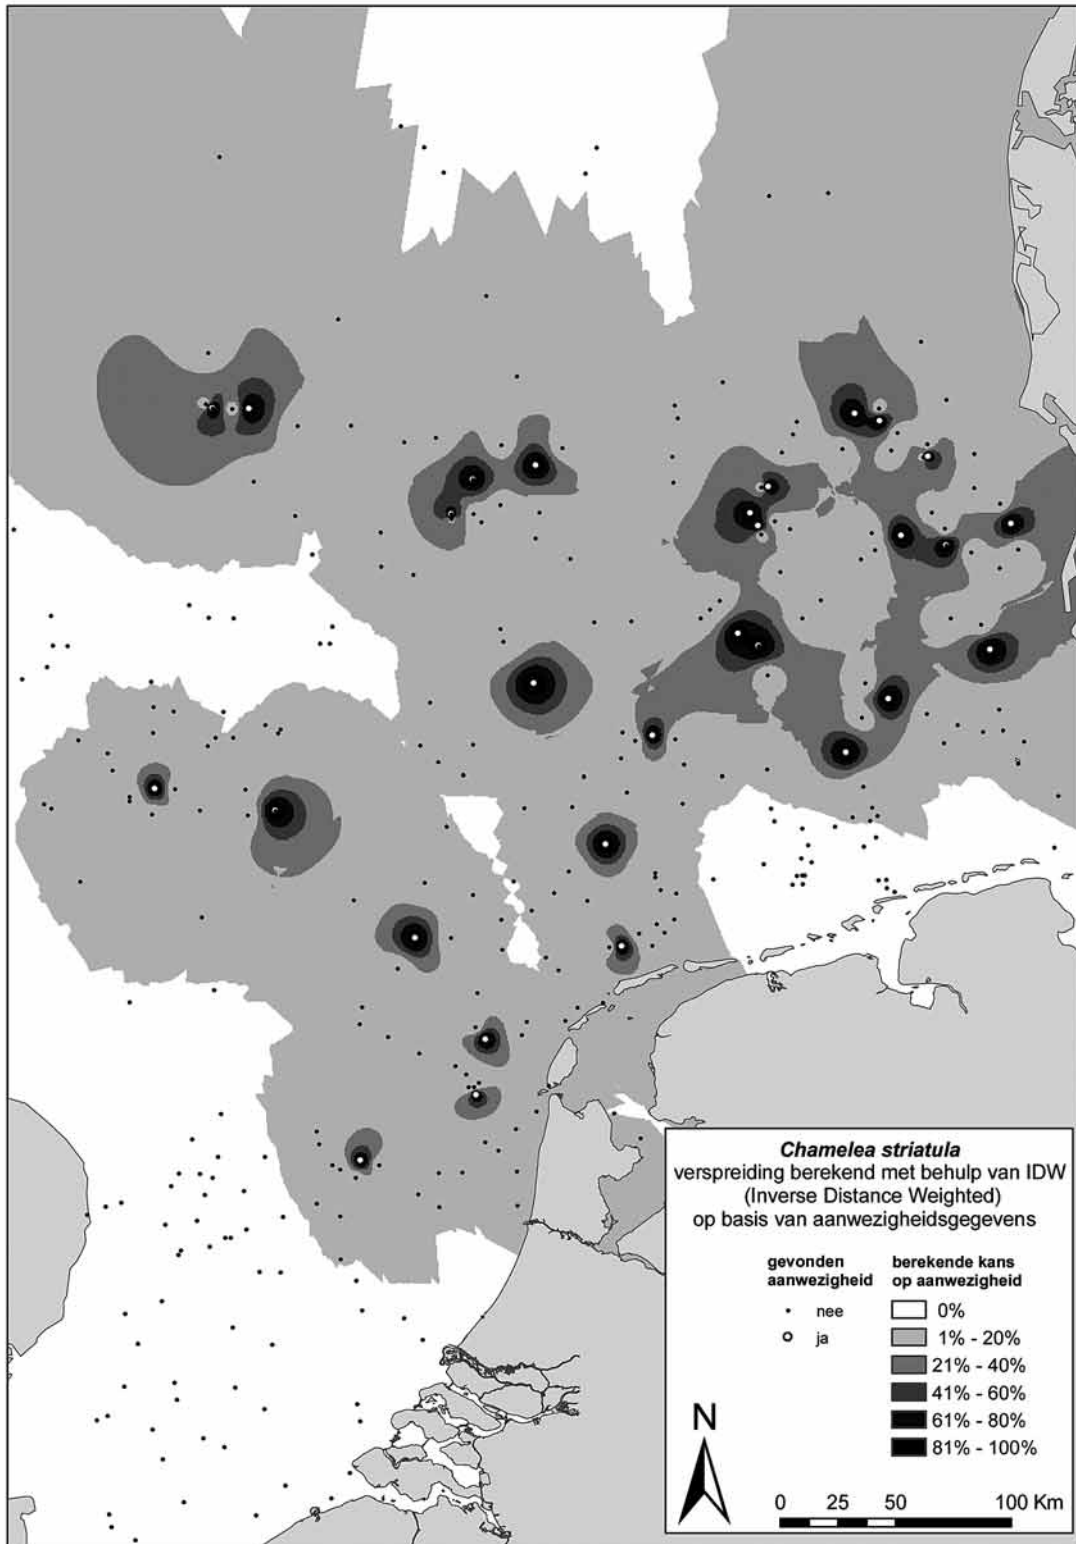 Chamelea striatula
verspreiding berekend met behulp van IDW
(Inverse Distance Weighted)
op basis van aanwezigheidsgegevens
gevonden
aanwezigheid
nee
ja
berekende kans
op aanwezigheid
0%
1% - 20%
21% - 40%
41% - 60%
61% - 80%
81% - 100%
N
0 25 50 100 Km